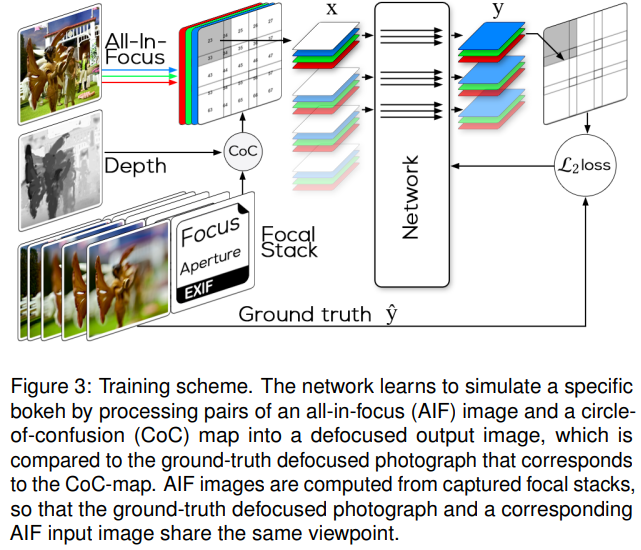 x
y
All-In-
Focus
Depth
CoC
Network
ℒ₂loss
Focus
Aperture
EXIF
Focal
Stack
Ground truth ŷ
Figure 3: Training scheme. The network learns to simulate a specific
bokeh by processing pairs of an all-in-focus (AIF) image and a circle-
of-confusion (CoC) map into a defocused output image, which is
compared to the ground-truth defocused photograph that corresponds
to the CoC-map. AIF images are computed from captured focal stacks,
so that the ground-truth defocused photograph and a corresponding
AIF input image share the same viewpoint.